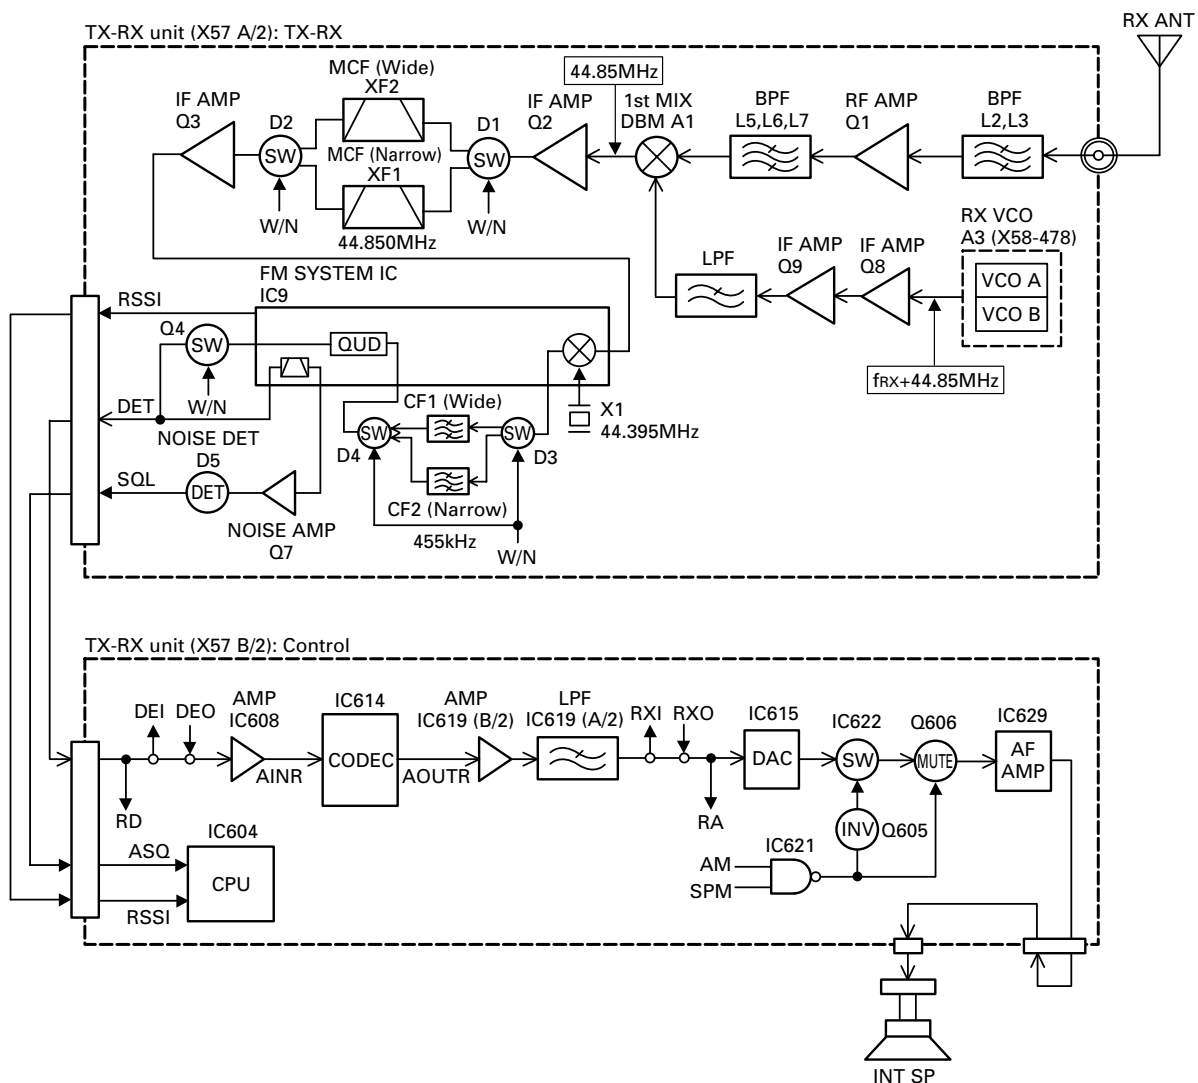 TX-RX unit (X57 A/2): TX-RX
RX ANT
MCF (Wide)
XF2
IF AMP
Q3
D2
SW
W/N
MCF (Narrow)
XF1
44.850MHz
D1
SW
W/N
IF AMP
Q2
44.85MHz
1st MIX
DBM A1
BPF
L5,L6,L7
RF AMP
Q1
BPF
L2,L3
RX VCO
A3 (X58-478)
VCO A
VCO B
LPF
IF AMP
Q9
IF AMP
Q8
fRX+44.85MHz
FM SYSTEM IC
IC9
RSSI
Q4
SW
W/N
QUD
DET
NOISE DET
D5
DET
SQL
NOISE AMP
Q7
CF1 (Wide)
SW
D4
SW
D3
CF2 (Narrow)
455kHz
W/N
X1
44.395MHz
TX-RX unit (X57 B/2): Control
DEI
DEO
AMP
IC608
AINR
RD
IC614
CODEC
AOUTR
AMP
IC619 (B/2)
LPF
IC619 (A/2)
RXI
RXO
RA
IC615
DAC
IC622
SW
Q606
MUTE
IC629
AF
AMP
INV
Q605
IC621
AM
SPM
IC604
CPU
ASQ
RSSI
INT SP